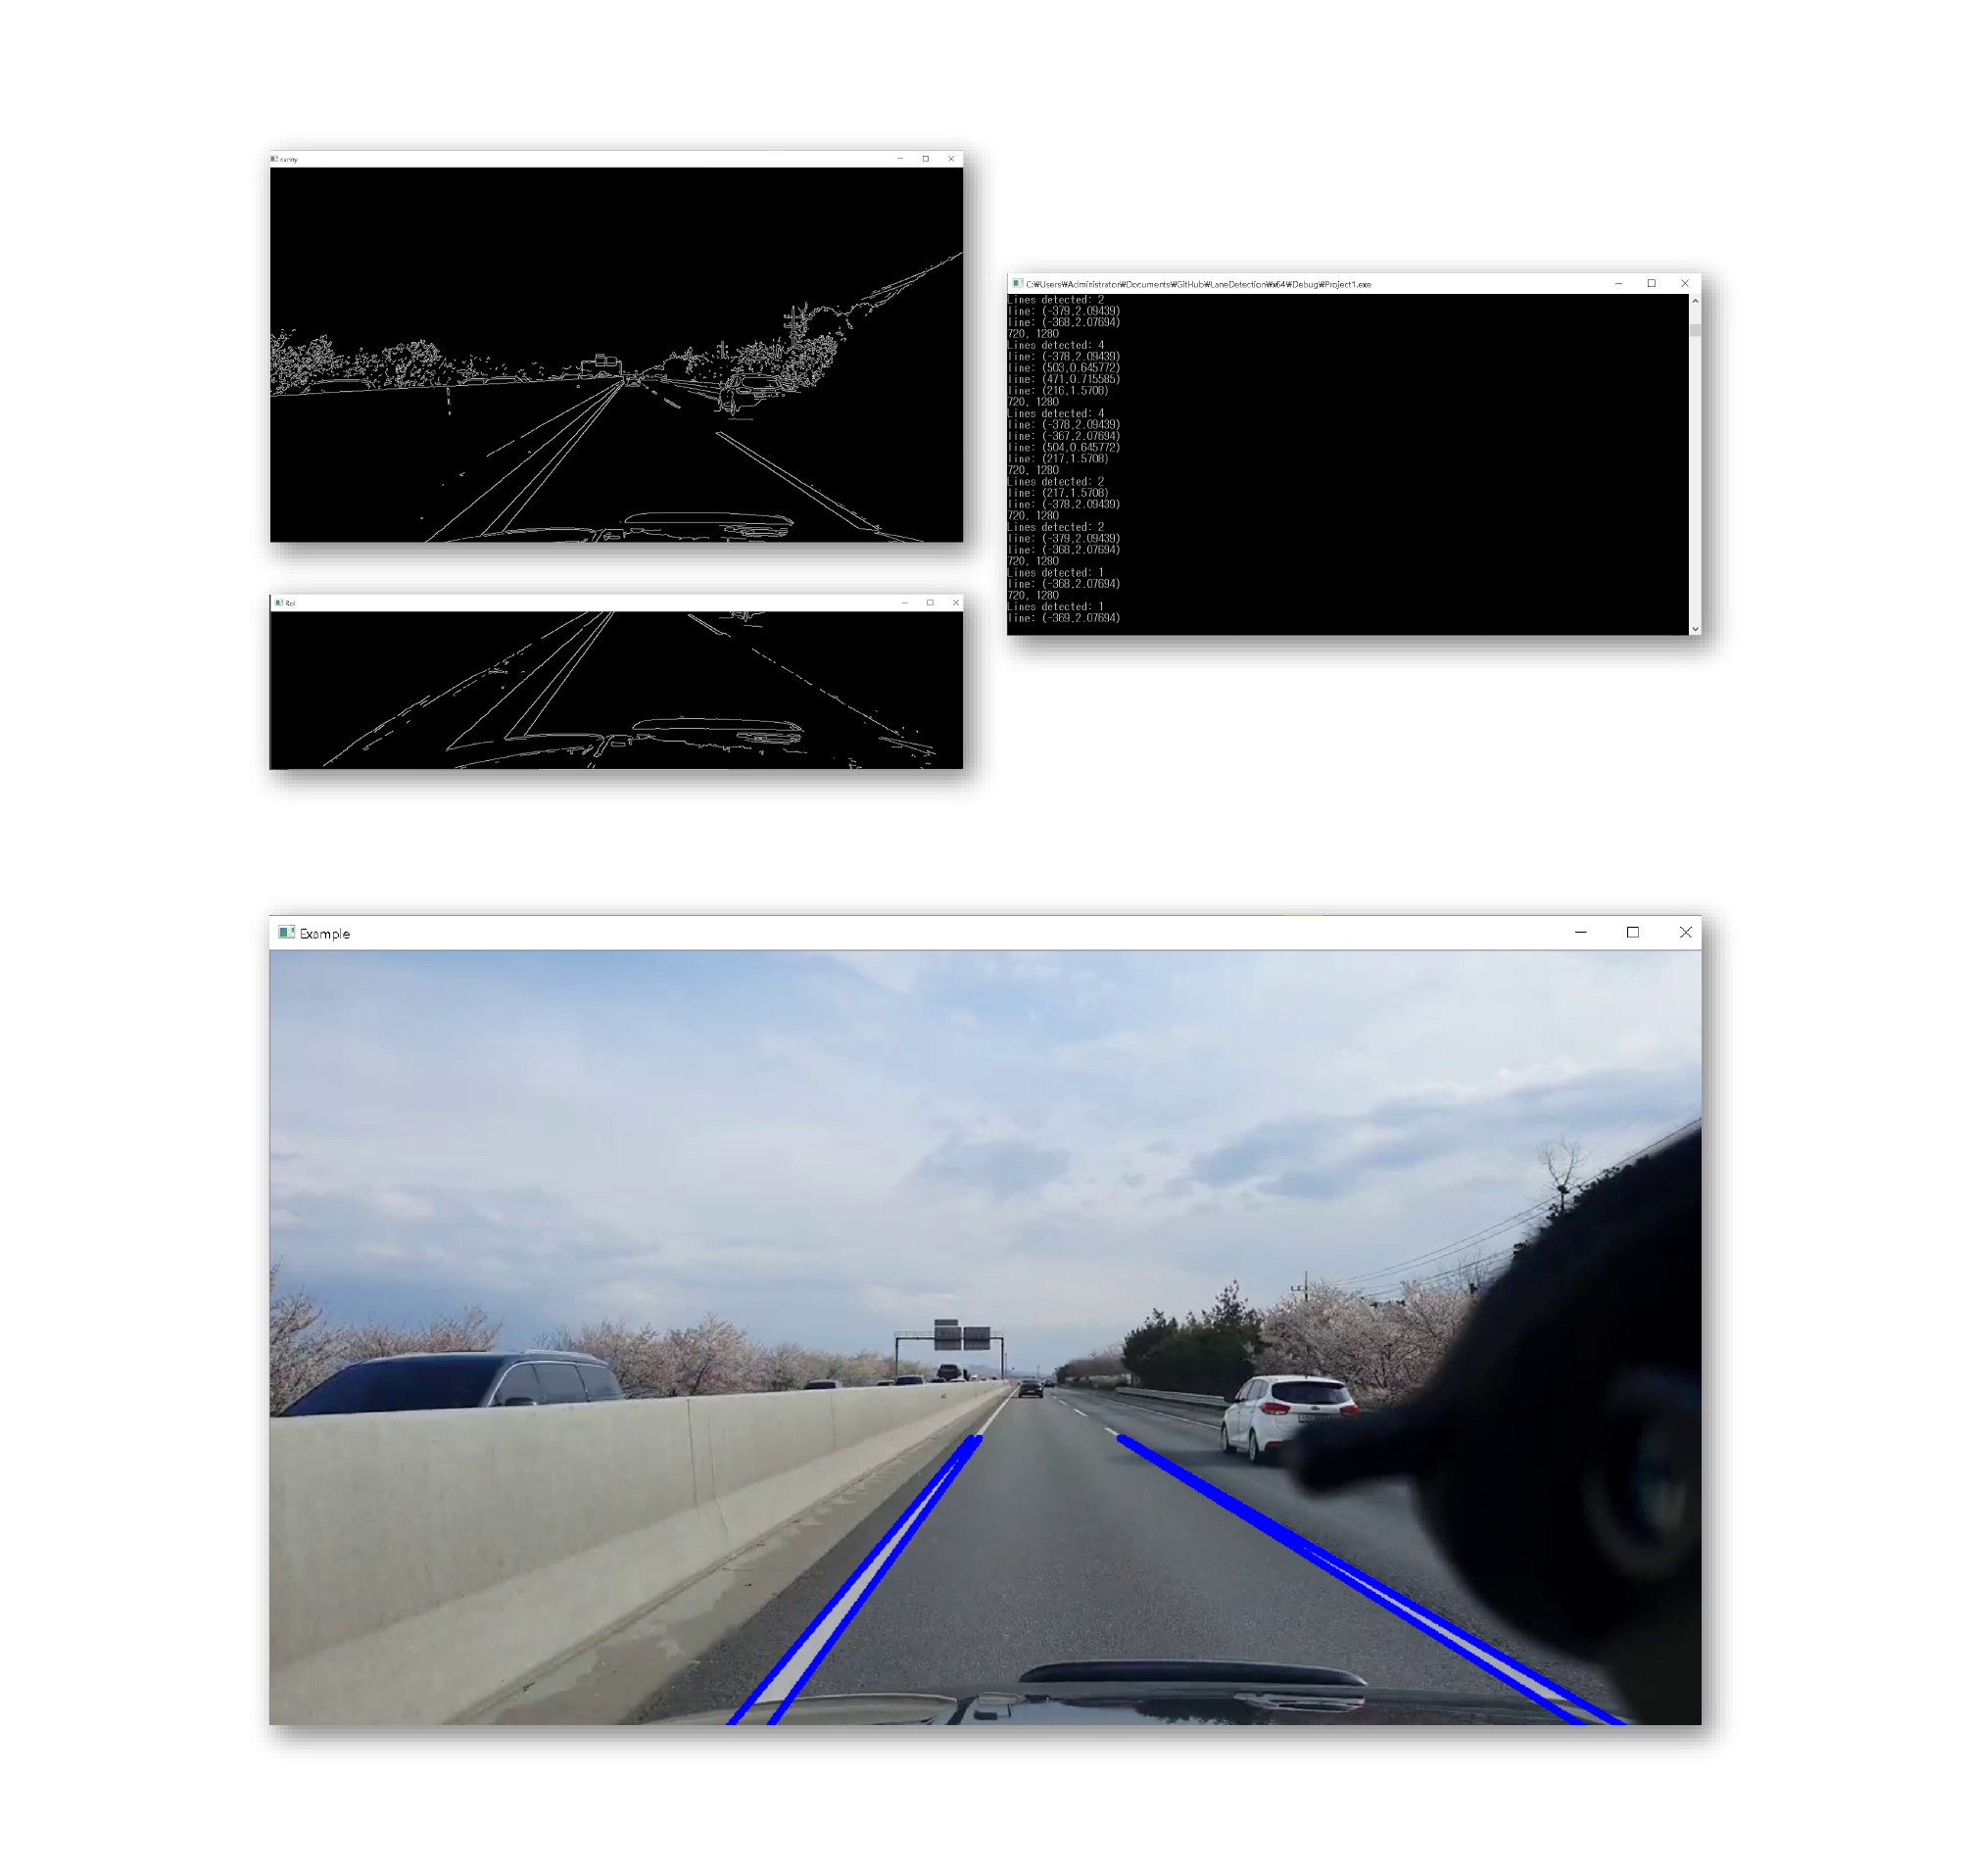 canny
Roi
C:₩Users₩Administrator₩Documents₩GitHub₩LaneDetection₩x64₩Debug₩Project1.exe
Lines detected: 2
line: (-379,2.09439)
line: (-368,2.07694)
720, 1280
Lines detected: 4
line: (-378,2.09439)
line: (503,0.645772)
line: (471,0.715585)
line: (216,1.5708)
720, 1280
Lines detected: 4
line: (-378,2.09439)
line: (-367,2.07694)
line: (504,0.645772)
line: (217,1.5708)
720, 1280
Lines detected: 2
line: (217,1.5708)
line: (-378,2.09439)
720, 1280
Lines detected: 2
line: (-379,2.09439)
line: (-368,2.07694)
720, 1280
Lines detected: 1
line: (-368,2.07694)
720, 1280
Lines detected: 1
line: (-369,2.07694)
Example